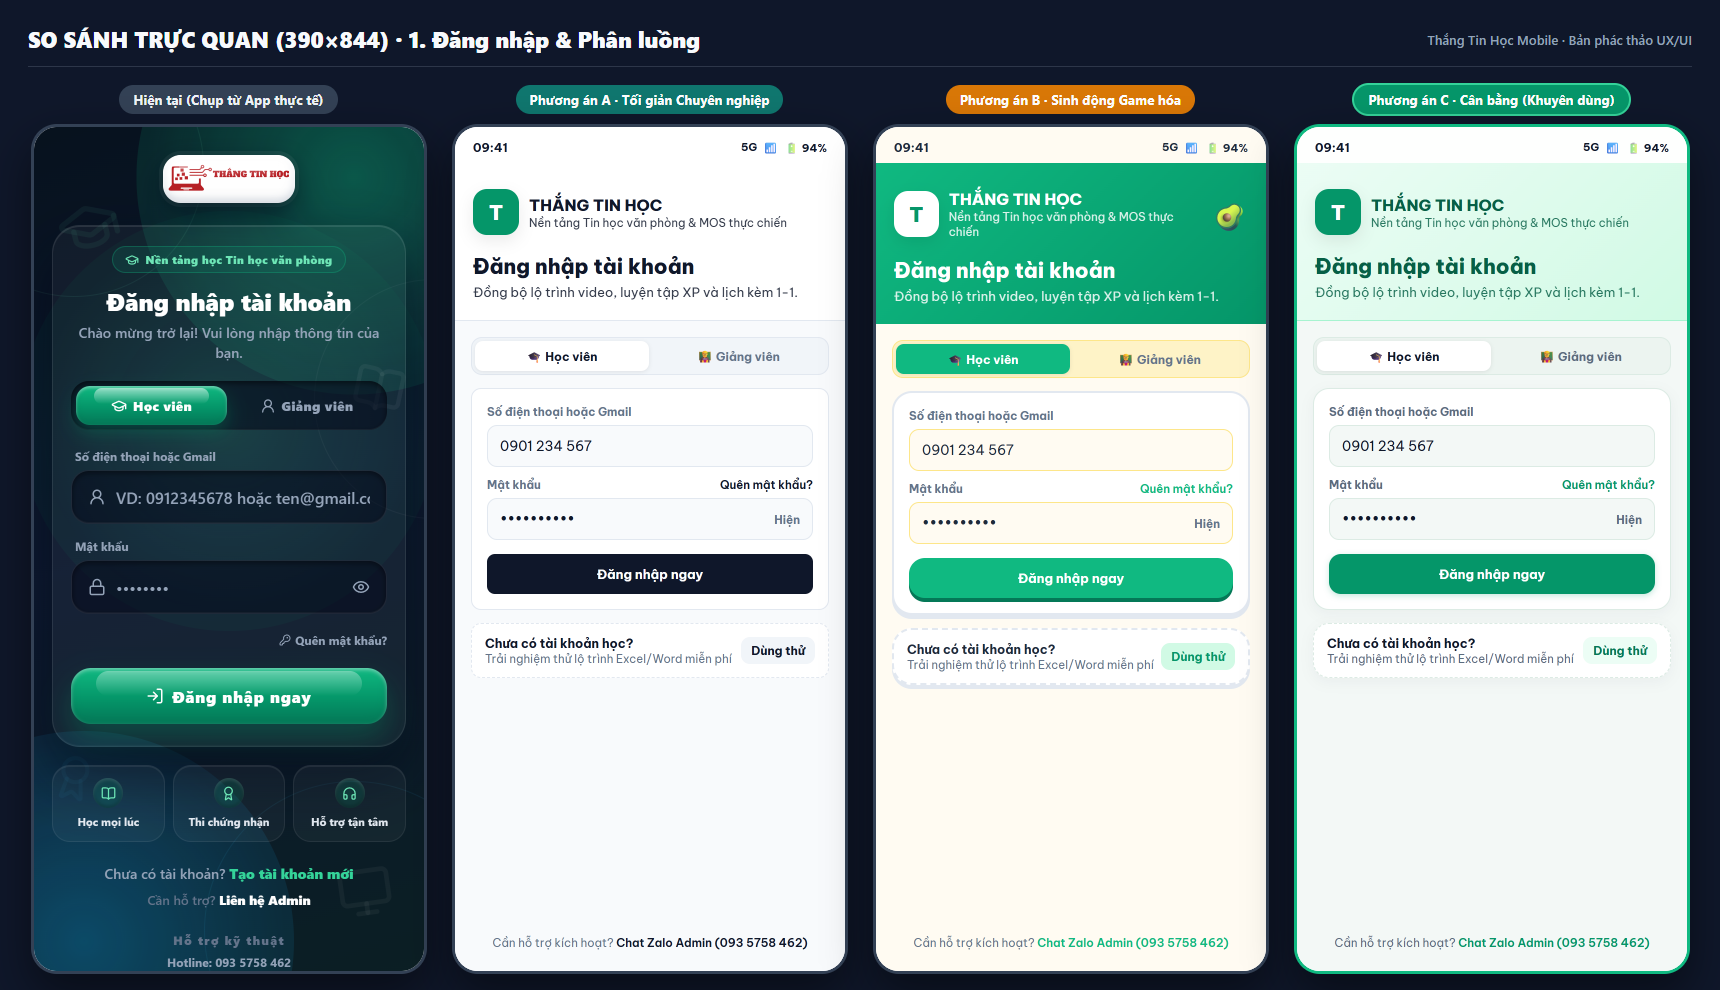 SO SÁNH TRỰC QUAN (390×844) · 1. Đăng nhập & Phân luồng
Thắng Tin Học Mobile · Bản phác thảo UX/UI
Hiện tại (Chụp từ App thực tế)
THẮNG TIN HỌC
Nền tảng học Tin học văn phòng
Đăng nhập tài khoản
Chào mừng trở lại! Vui lòng nhập thông tin của
bạn.
Học viên
Giảng viên
Số điện thoại hoặc Gmail
VD: 0912345678 hoặc ten@gmail.cc
Mật khẩu
••••••••
Quên mật khẩu?
Đăng nhập ngay
Học mọi lúc
Thi chứng nhận
Hỗ trợ tận tâm
Chưa có tài khoản? Tạo tài khoản mới
Cần hỗ trợ? Liên hệ Admin
Hỗ trợ kỹ thuật
Hotline: 093 5758 462
Phương án A · Tối giản Chuyên nghiệp
09:41
5G 94%
T
THẮNG TIN HỌC
Nền tảng Tin học văn phòng & MOS thực chiến
Đăng nhập tài khoản
Đồng bộ lộ trình video, luyện tập XP và lịch kèm 1-1.
Học viên
Giảng viên
Số điện thoại hoặc Gmail
0901 234 567
Mật khẩu
Quên mật khẩu?
••••••••••
Hiện
Đăng nhập ngay
Chưa có tài khoản học?
Trải nghiệm thử lộ trình Excel/Word miễn phí
Dùng thử
Cần hỗ trợ kích hoạt? Chat Zalo Admin (093 5758 462)
Phương án B · Sinh động Game hóa
09:41
5G 94%
T
THẮNG TIN HỌC
Nền tảng Tin học văn phòng & MOS thực
chiến
Đăng nhập tài khoản
Đồng bộ lộ trình video, luyện tập XP và lịch kèm 1-1.
Học viên
Giảng viên
Số điện thoại hoặc Gmail
0901 234 567
Mật khẩu
Quên mật khẩu?
••••••••••
Hiện
Đăng nhập ngay
Chưa có tài khoản học?
Trải nghiệm thử lộ trình Excel/Word miễn phí
Dùng thử
Cần hỗ trợ kích hoạt? Chat Zalo Admin (093 5758 462)
Phương án C · Cân bằng (Khuyên dùng)
09:41
5G 94%
T
THẮNG TIN HỌC
Nền tảng Tin học văn phòng & MOS thực chiến
Đăng nhập tài khoản
Đồng bộ lộ trình video, luyện tập XP và lịch kèm 1-1.
Học viên
Giảng viên
Số điện thoại hoặc Gmail
0901 234 567
Mật khẩu
Quên mật khẩu?
••••••••••
Hiện
Đăng nhập ngay
Chưa có tài khoản học?
Trải nghiệm thử lộ trình Excel/Word miễn phí
Dùng thử
Cần hỗ trợ kích hoạt? Chat Zalo Admin (093 5758 462)